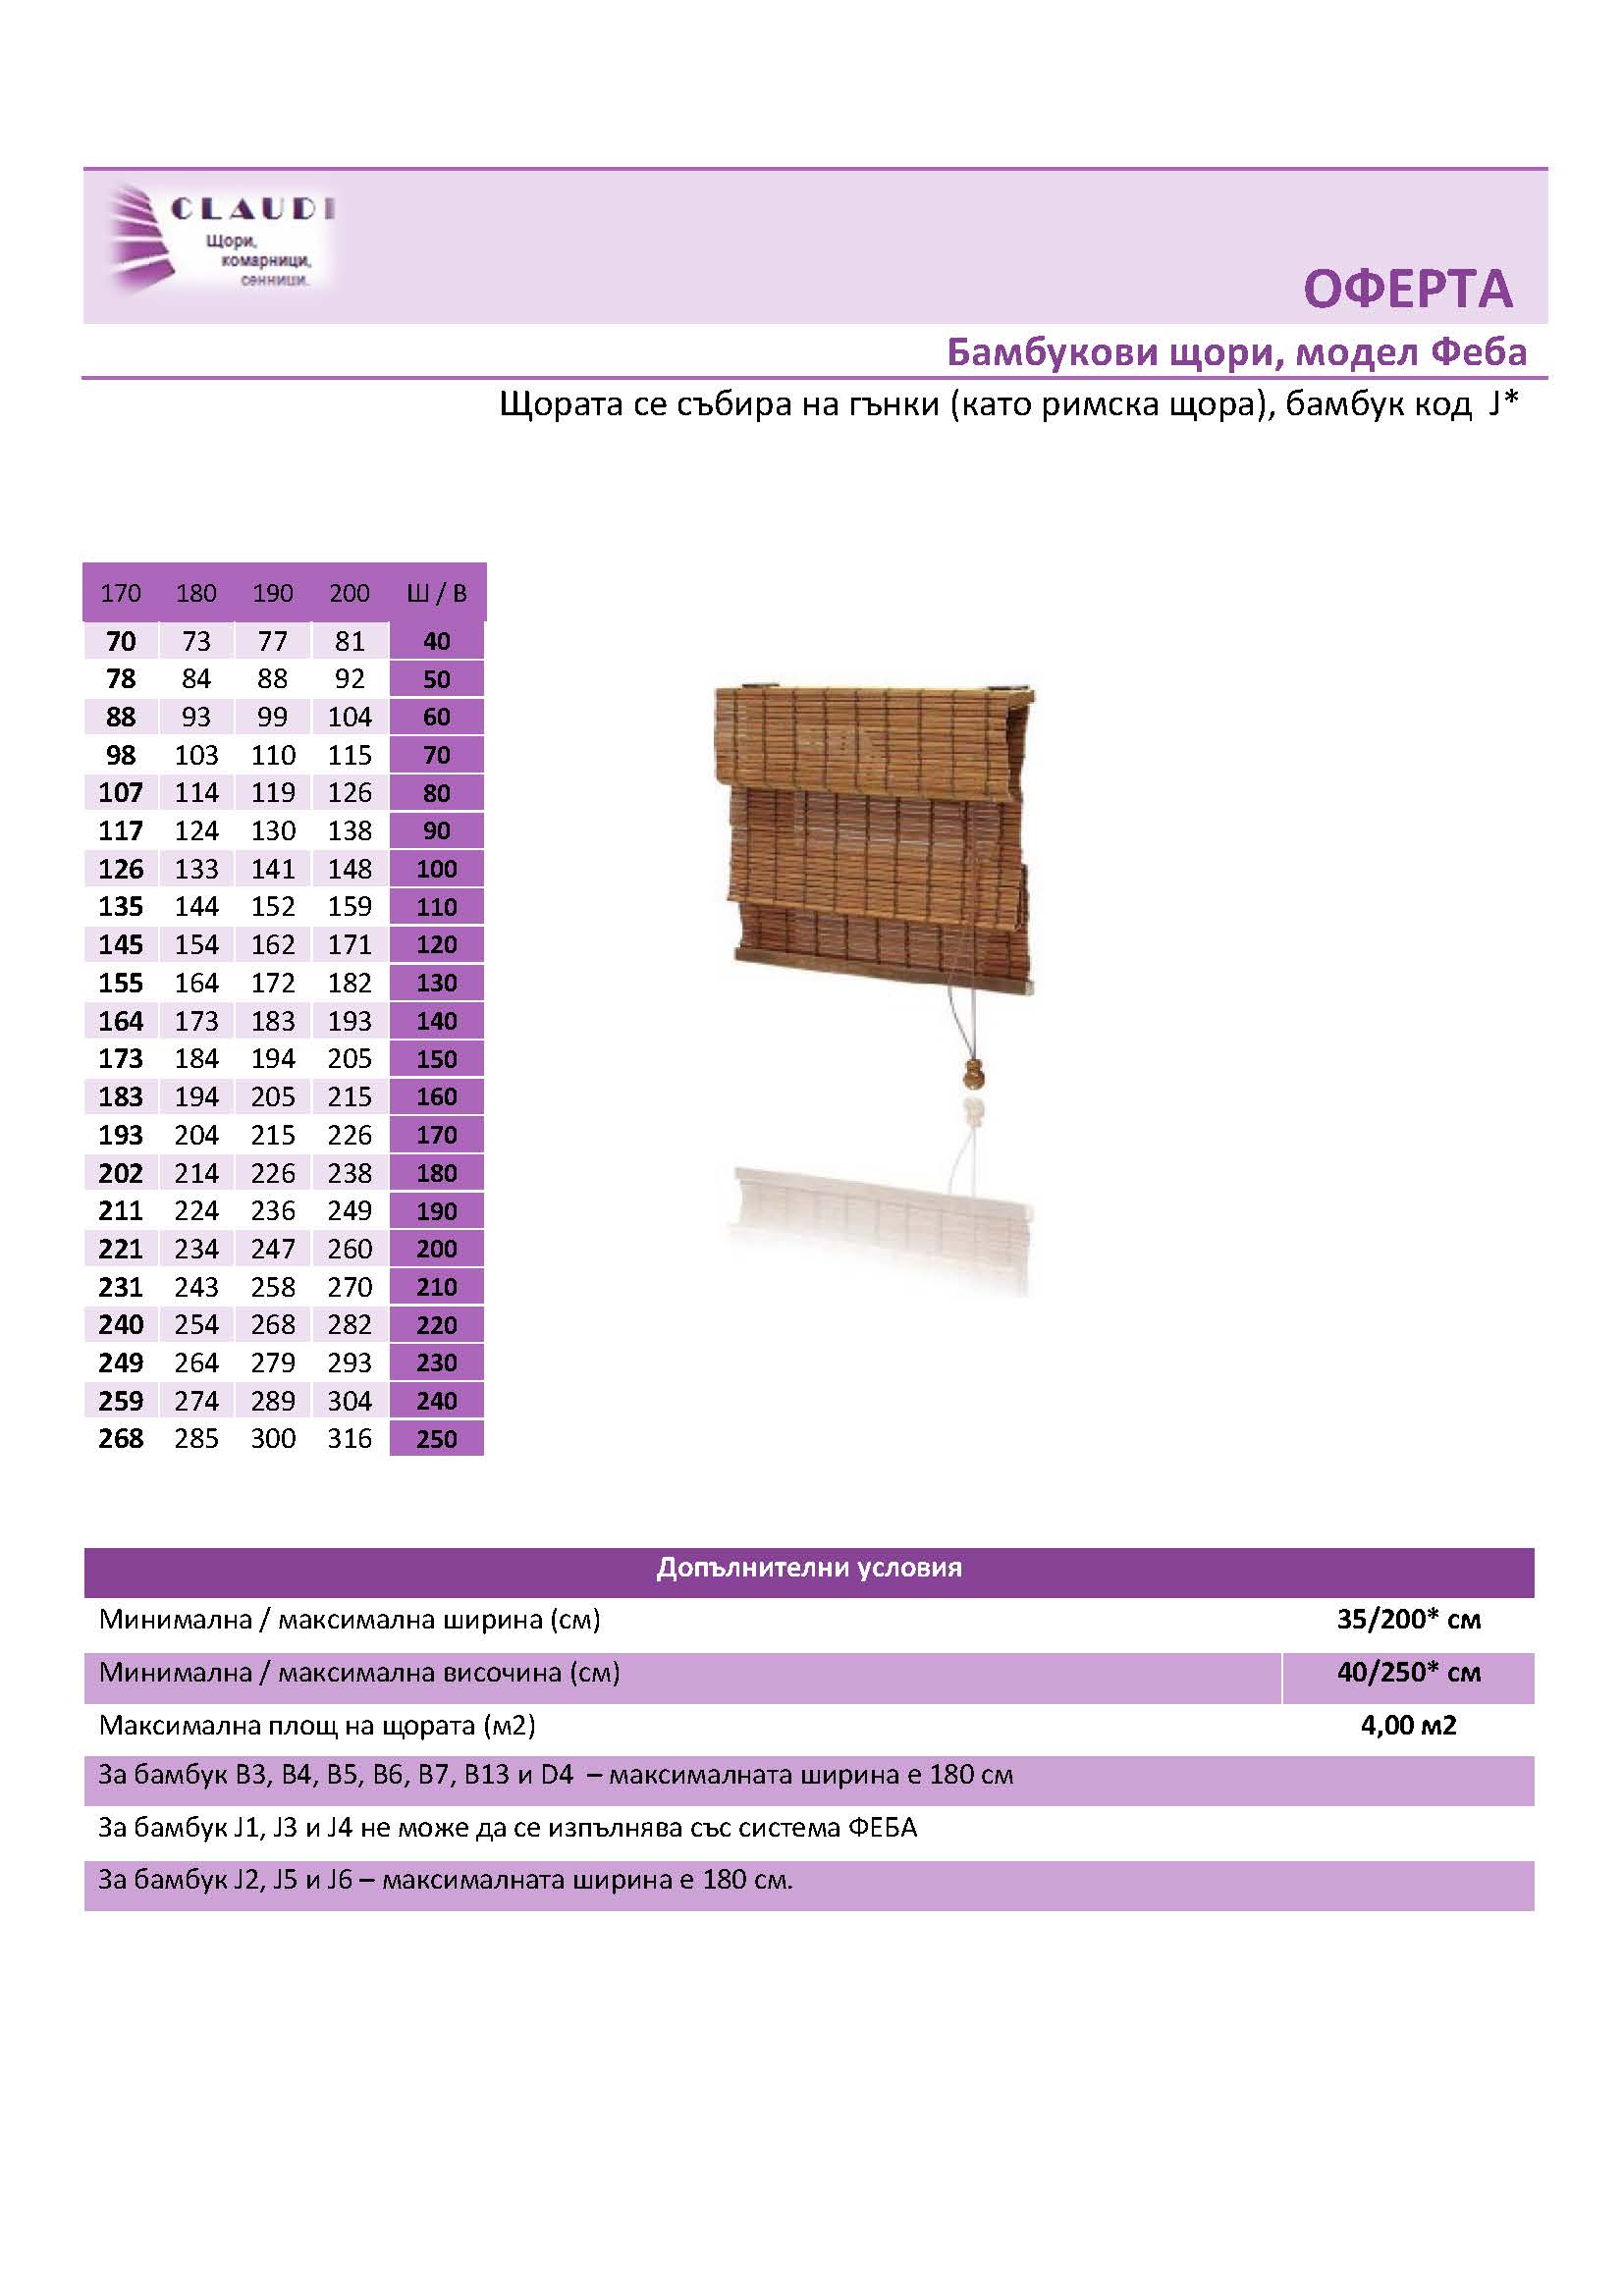 CLAUDI
Щори,
комарници,
сенници.
ОФЕРТА
Бамбукови щори, модел Феба
Щората се събира на гънки (като римска щора), бамбук код J*
170 180 190 200 Ш / В
70 73 77 81 40
78 84 88 92 50
88 93 99 104 60
98 103 110 115 70
107 114 119 126 80
117 124 130 138 90
126 133 141 148 100
135 144 152 159 110
145 154 162 171 120
155 164 172 182 130
164 173 183 193 140
173 184 194 205 150
183 194 205 215 160
193 204 215 226 170
202 214 226 238 180
211 224 236 249 190
221 234 247 260 200
231 243 258 270 210
240 254 268 282 220
249 264 279 293 230
259 274 289 304 240
268 285 300 316 250
Допълнителни условия
Минимална / максимална ширина (см) 35/200* см
Минимална / максимална височина (см) 40/250* см
Максимална площ на щората (м2) 4,00 м2
За бамбук B3, B4, B5, B6, B7, B13 и D4 – максималната ширина е 180 см
За бамбук J1, J3 и J4 не може да се изпълнява със система ФЕБА
За бамбук J2, J5 и J6 – максималната ширина е 180 см.